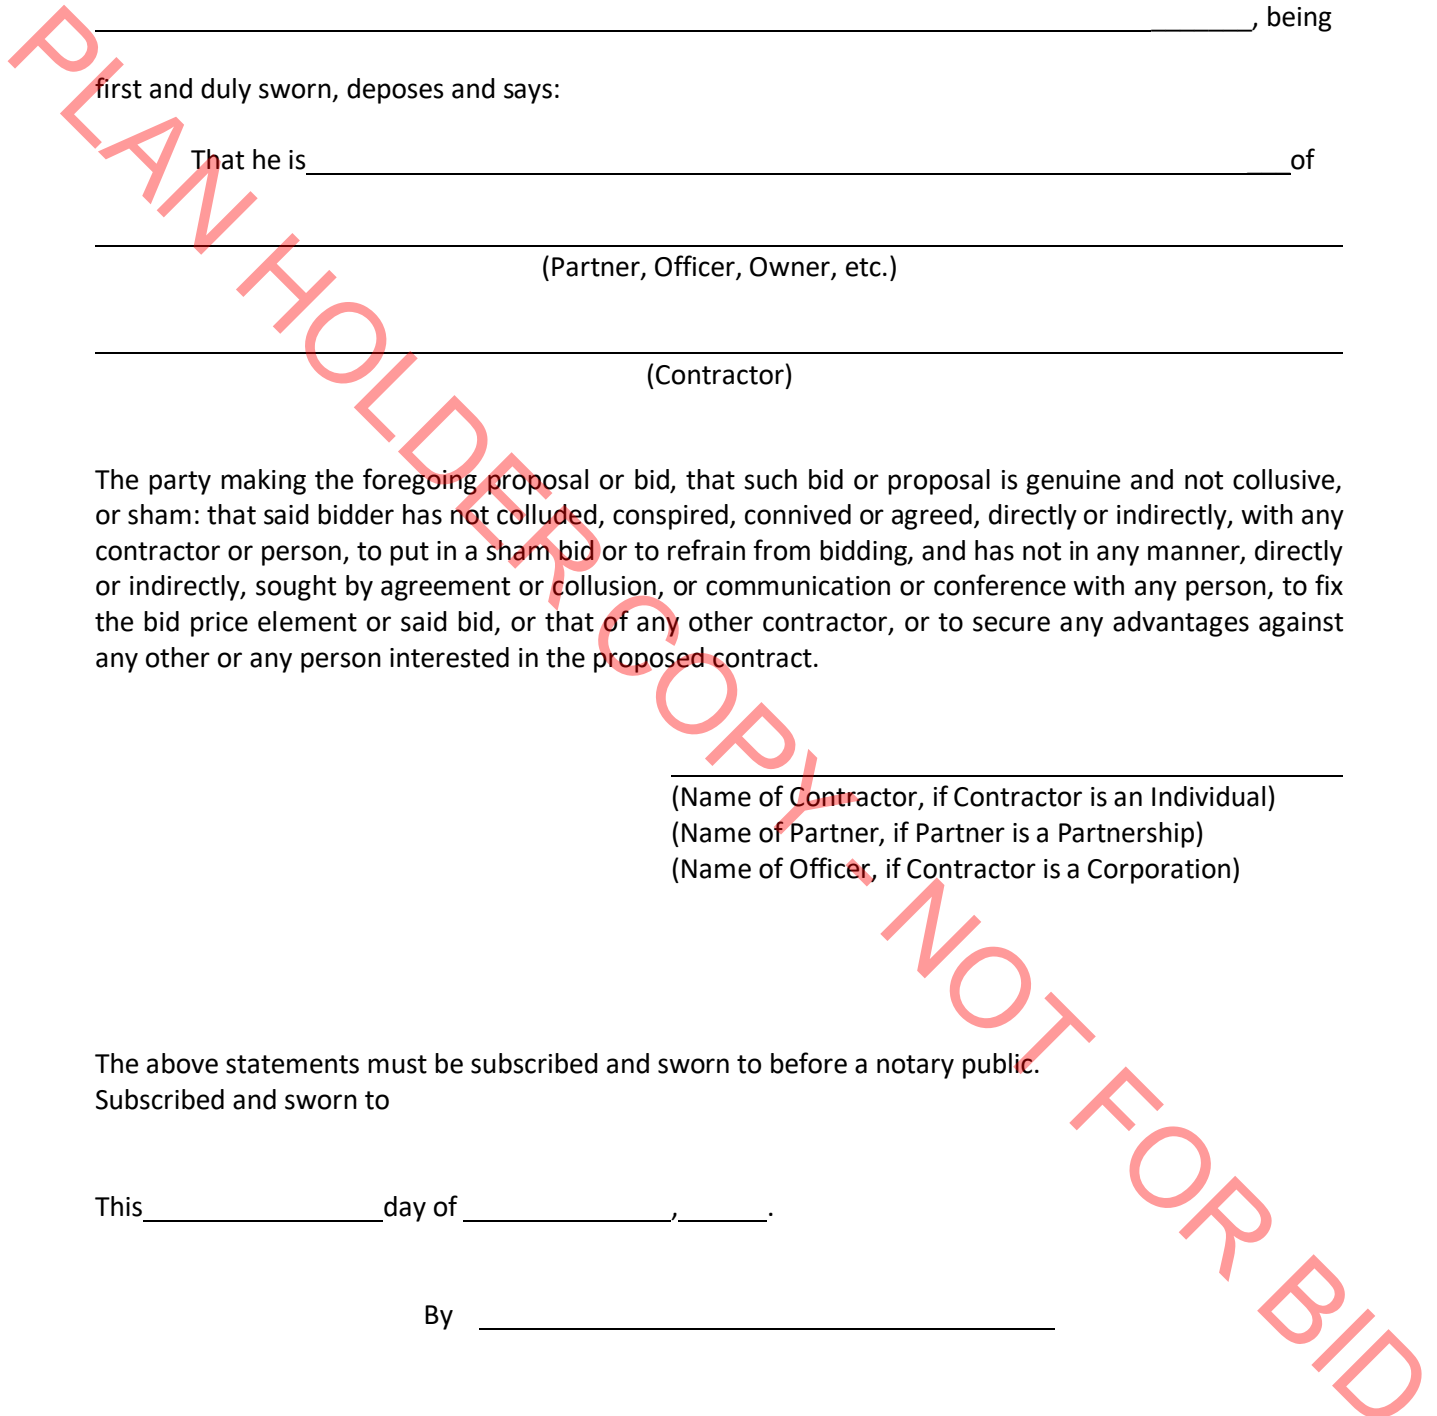 ______, being
first and duly sworn, deposes and says:
That he is______of
(Partner, Officer, Owner, etc.)
(Contractor)
The party making the foregoing proposal or bid, that such bid or proposal is genuine and not collusive,
or sham: that said bidder has not colluded, conspired, connived or agreed, directly or indirectly, with any
contractor or person, to put in a sham bid or to refrain from bidding, and has not in any manner, directly
or indirectly, sought by agreement or collusion, or communication or conference with any person, to fix
the bid price element or said bid, or that of any other contractor, or to secure any advantages against
any other or any person interested in the proposed contract.
(Name of Contractor, if Contractor is an Individual)
(Name of Partner, if Partner is a Partnership)
(Name of Officer, if Contractor is a Corporation)
The above statements must be subscribed and sworn to before a notary public.
Subscribed and sworn to
This______day of ______,______.
By ______
PLAN HOLDER COPY - NOT FOR BID